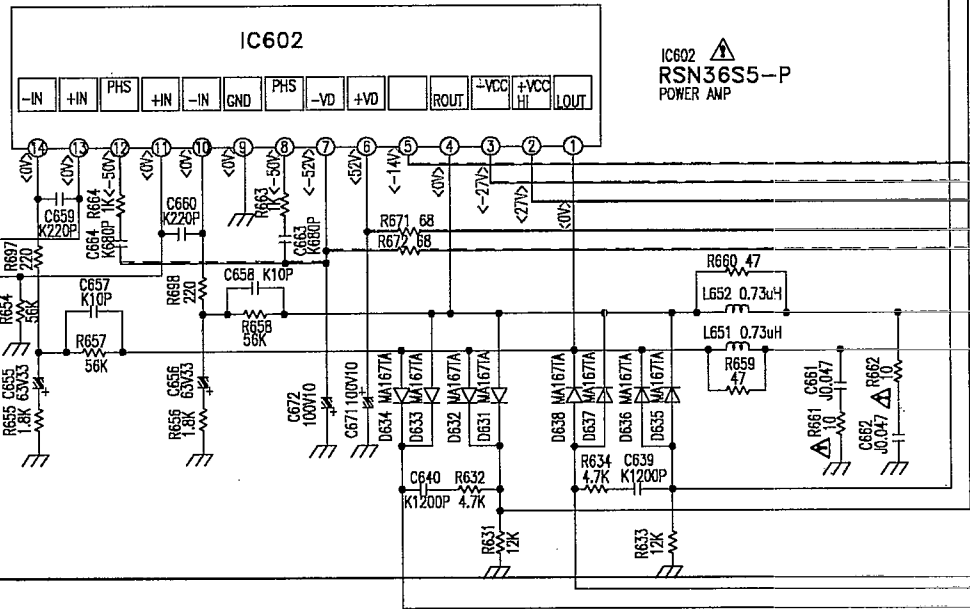 IC602
IC602
RSN36S5-P
POWER AMP
-IN +IN PHS +IN -IN GND PHS -VD +VD ROUT -VCC +VCC HI LOUT
14 13 12 11 10 9 8 7 6 5 4 3 2 1
<0V> <0V> <-50V> <0V> <0V> <0V> <-50V> <-52V> <52V> <-14V> <0V> <-27V> <27V> <0V>
C659
K220P
R664
1K
C664
K680P
C660
K220P
R663
1K
C663
K680P
R671 68
R672 68
R697
220
R654
56K
C657
K10P
R657
56K
R698
220
C658 K10P
R658
56K
R660 47
L652 0.73uH
L651 0.73uH
R659
47
C655
63V33
R655
1.8K
C656
63V33
R656
1.8K
C672
100V10
C671 100V10
D634 MA167TA
D633 MA167TA
D632 MA167TA
D631 MA167TA
D638 MA167TA
D637 MA167TA
D636 MA167TA
D635 MA167TA
C661
J0.047
R661
10
R662
10
C662
J0.047
C640
K1200P
R632
4.7K
R634
4.7K
C639
K1200P
R631
12K
R633
12K